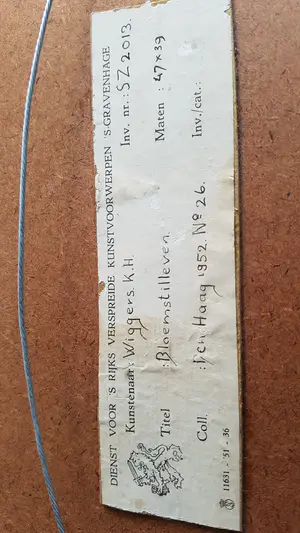 DIENST VOOR 'S RIJKS VERSPREIDE KUNSTVOORWERPEN 'S-GRAVENHAGE
Kunstenaar: Wiggers. K.H. Inv. nr.: SZ 2013.
Titel : Bloemstilleven. Maten : 47 x 39
Coll. : Den Haag 1952. No 26. Inv./cat.:
11631 - '51 - 36